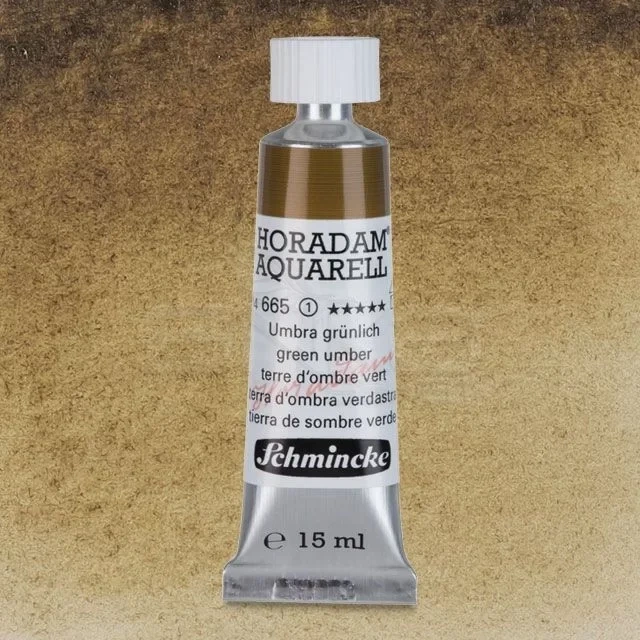 HORADAM®
AQUARELL
4 665 1 ★★★★★
Umbra grünlich
green umber
terre d'ombre vert
terra d'ombra verdastra
tierra de sombre verde
Schmincke
e 15 ml